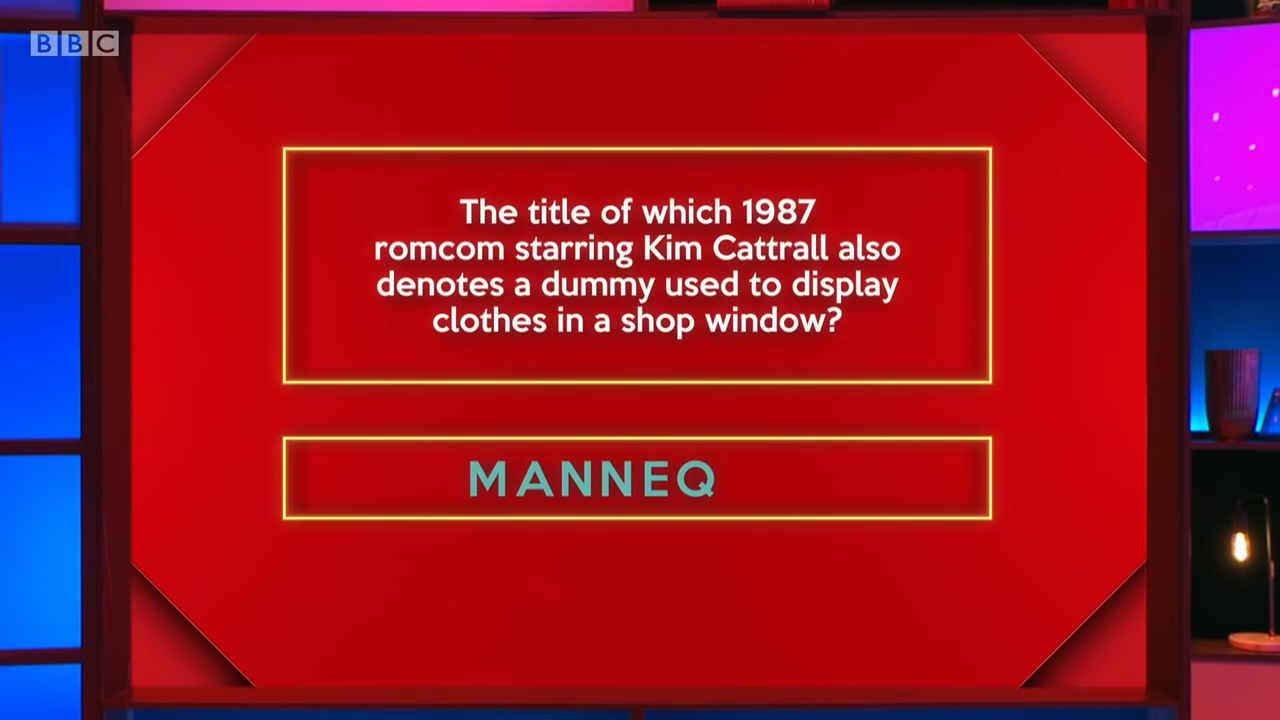 BBC
The title of which 1987
romcom starring Kim Cattrall also
denotes a dummy used to display
clothes in a shop window?
MANNEQ